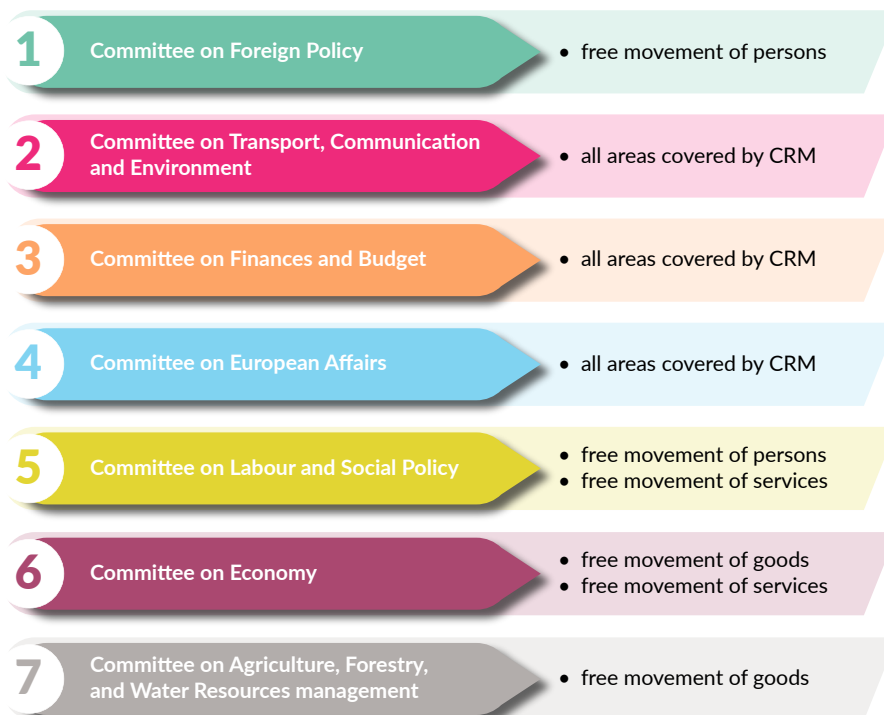 1
Committee on Foreign Policy
• free movement of persons
2
Committee on Transport, Communication
and Environment
• all areas covered by CRM
3
Committee on Finances and Budget
• all areas covered by CRM
4
Committee on European Affairs
• all areas covered by CRM
5
Committee on Labour and Social Policy
• free movement of persons
• free movement of services
6
Committee on Economy
• free movement of goods
• free movement of services
7
Committee on Agriculture, Forestry,
and Water Resources management
• free movement of goods